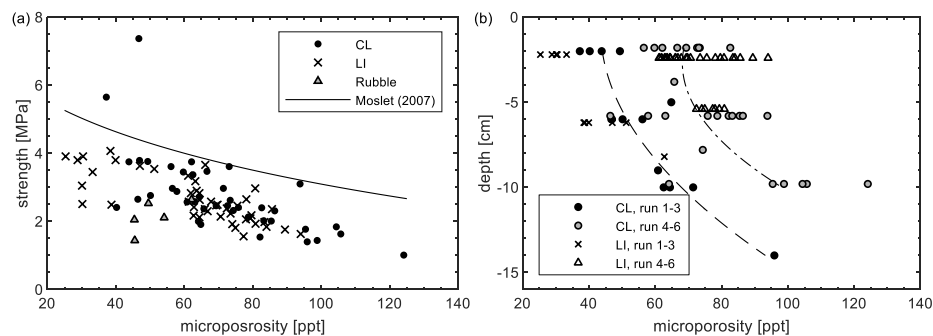 (a)
8
6
4
2
0
strength [MPa]
20 40 60 80 100 120 140
microposrosity [ppt]
CL
LI
Rubble
Moslet (2007)
(b)
0
-5
-10
-15
depth [cm]
20 40 60 80 100 120 140
microporosity [ppt]
CL, run 1-3
CL, run 4-6
LI, run 1-3
LI, run 4-6